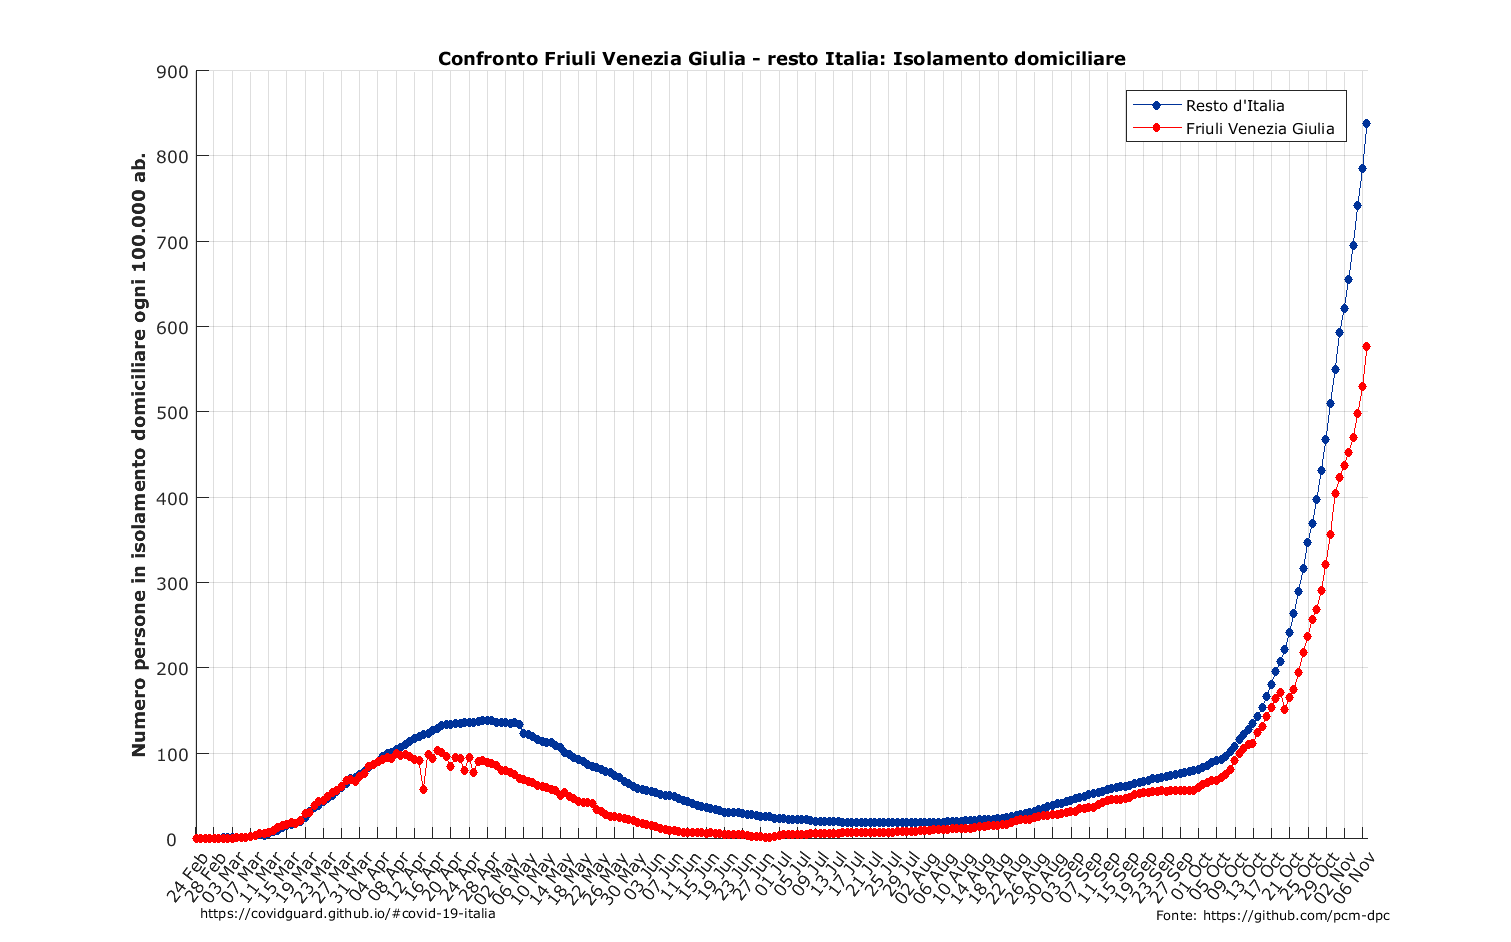 Confronto Friuli Venezia Giulia - resto Italia: Isolamento domiciliare
Resto d'Italia
Friuli Venezia Giulia
Numero persone in isolamento domiciliare ogni 100.000 ab.
900
800
700
600
500
400
300
200
100
0
24 Feb
28 Feb
03 Mar
07 Mar
11 Mar
15 Mar
19 Mar
23 Mar
27 Mar
31 Mar
04 Apr
08 Apr
12 Apr
16 Apr
20 Apr
24 Apr
28 Apr
02 May
06 May
10 May
14 May
18 May
22 May
26 May
30 May
03 Jun
07 Jun
11 Jun
15 Jun
19 Jun
23 Jun
27 Jun
01 Jul
05 Jul
09 Jul
13 Jul
17 Jul
21 Jul
25 Jul
29 Jul
02 Aug
06 Aug
10 Aug
14 Aug
18 Aug
22 Aug
26 Aug
30 Aug
03 Sep
07 Sep
11 Sep
15 Sep
19 Sep
23 Sep
27 Sep
01 Oct
05 Oct
09 Oct
13 Oct
17 Oct
21 Oct
25 Oct
29 Oct
02 Nov
06 Nov
https://covidguard.github.io/#covid-19-italia
Fonte: https://github.com/pcm-dpc